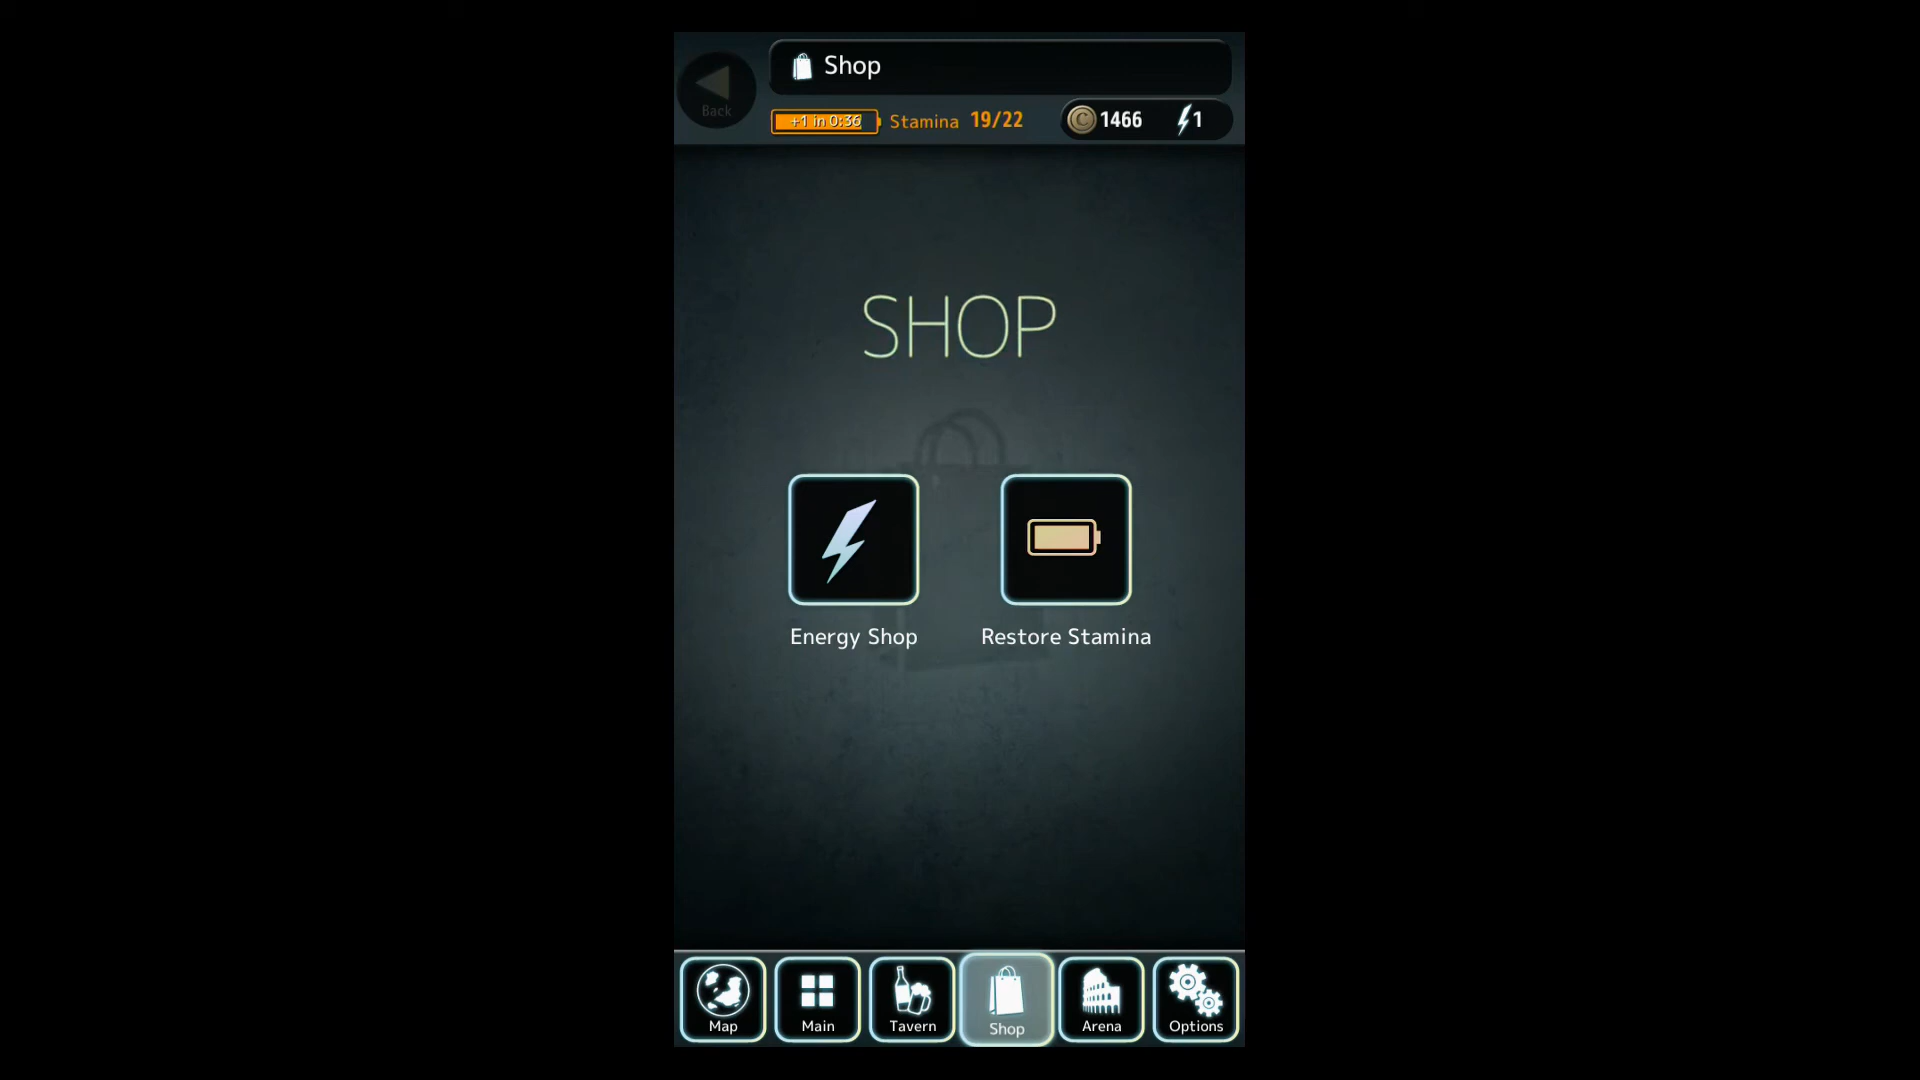 Back
Shop
+1 in 0:36 Stamina 19/22 C 1466 1
SHOP
Energy Shop Restore Stamina
Map Main Tavern Shop Arena Options